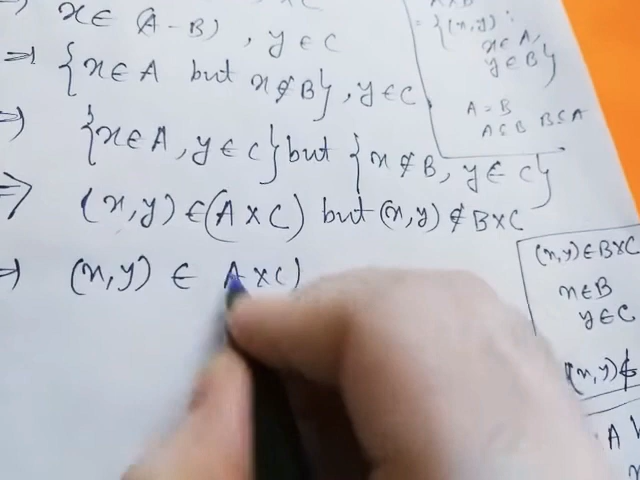 ⇒ x ∈ (A - B) , y ∈ C
⇒ {x ∈ A but x ∉ B}, y ∈ C
⇒ {x ∈ A, y ∈ C} but {x ∉ B, y ∈ C}
⇒ (x, y) ∈ (A × C) but (x, y) ∉ B × C
⇒ (x, y) ∈ A × C)
A × B
= {(x, y) :
x ∈ A,
y ∈ B}
A = B
A ⊆ B B ⊆ A
(x, y) ∈ B × C
x ∈ B
y ∈ C
(x, y) ∉
A